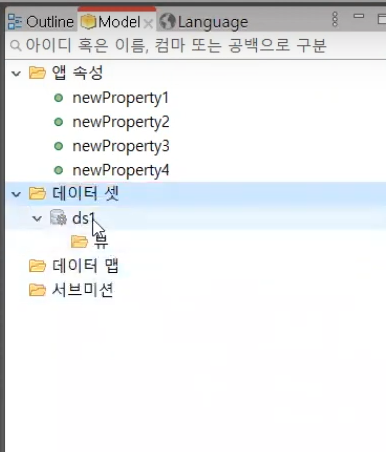 Outline Model Language
아이디 혹은 이름, 컴마 또는 공백으로 구분
앱 속성
newProperty1
newProperty2
newProperty3
newProperty4
데이터 셋
ds1
뷰
데이터 맵
서브미션